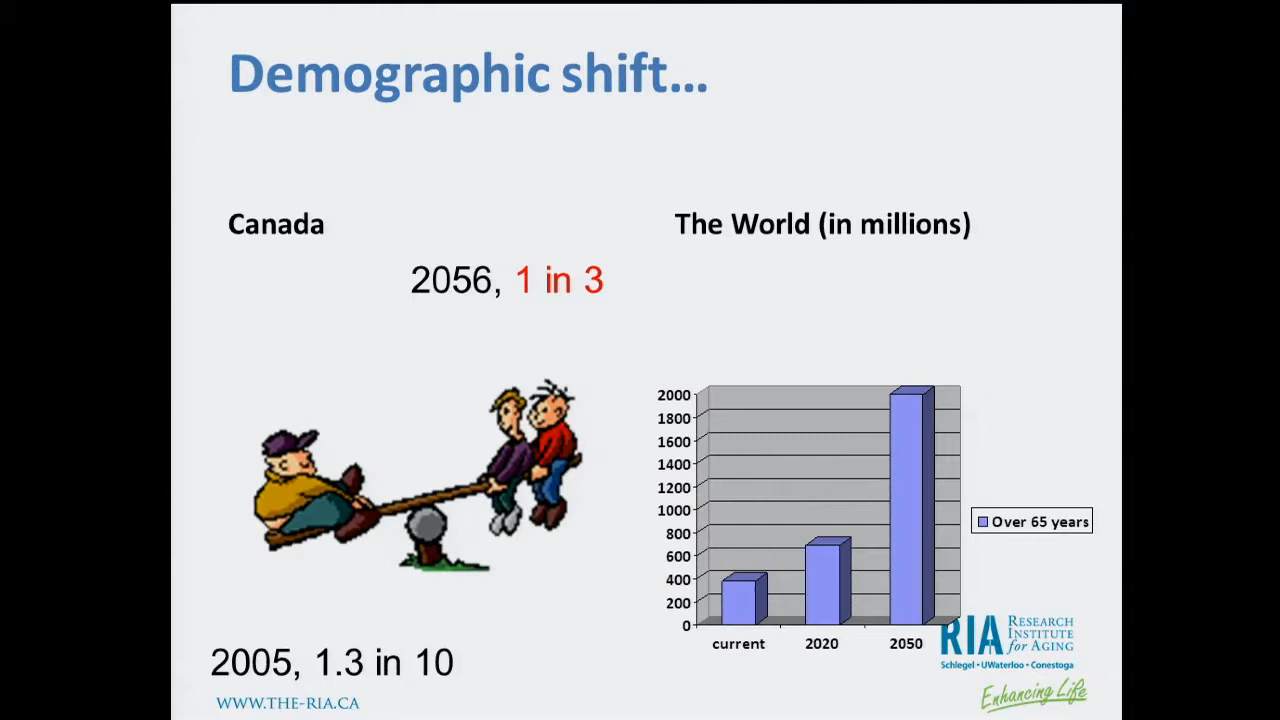 Demographic shift...
Canada
2056, 1 in 3
2005, 1.3 in 10
The World (in millions)
2000
1800
1600
1400
1200
1000
800
600
400
200
0
current 2020 2050
Over 65 years
WWW.THE-RIA.CA
RIA RESEARCH
INSTITUTE
for AGING
Schlegel • UWaterloo • Conestoga
Enhancing Life